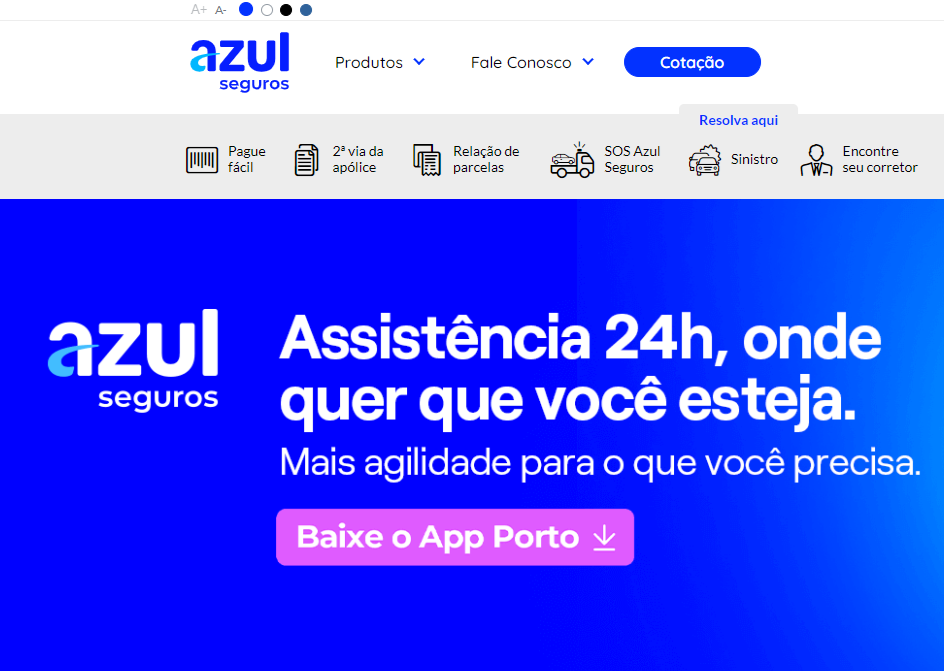 A+ A-
azul
seguros
Produtos
Fale Conosco
Cotação
Resolva aqui
Pague
fácil
2ª via da
apólice
Relação de
parcelas
SOS Azul
Seguros
Sinistro
Encontre
seu corretor
azul
seguros
Assistência 24h, onde
quer que você esteja.
Mais agilidade para o que você precisa.
Baixe o App Porto